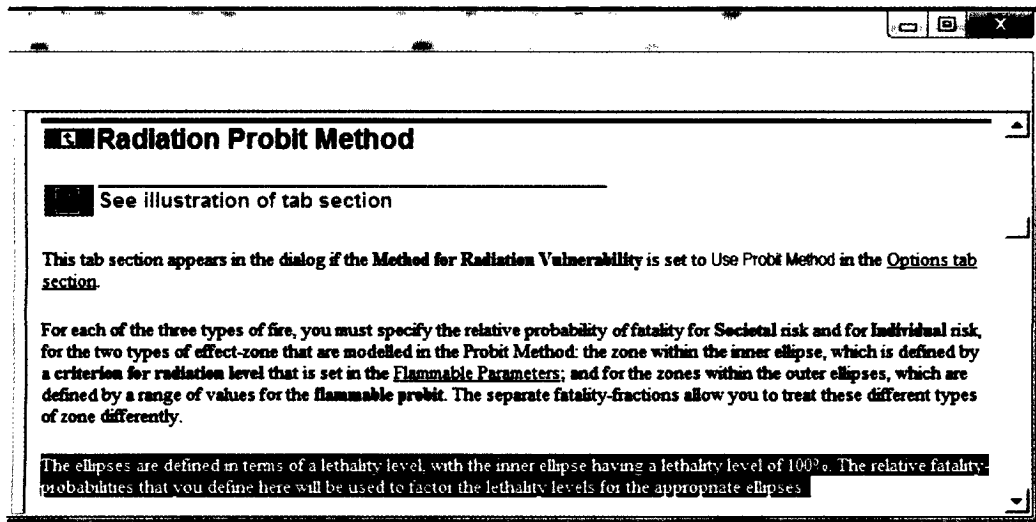 Radiation Probit Method
See illustration of tab section
This tab section appears in the dialog if the Method for Radiation Vulnerability is set to Use Probit Method in the Options tab
section.
For each of the three types of fire, you must specify the relative probability of fatality for Societal risk and for Individual risk,
for the two types of effect-zone that are modelled in the Probit Method: the zone within the inner ellipse, which is defined by
a criterion for radiation level that is set in the Flammable Parameters; and for the zones within the outer ellipses, which are
defined by a range of values for the flammable probit. The separate fatality-fractions allow you to treat these different types
of zone differently.
The ellipses are defined in terms of a lethality level, with the inner ellipse having a lethality level of 100%. The relative fatality-
probabilities that you define here will be used to factor the lethality levels for the appropriate ellipses.